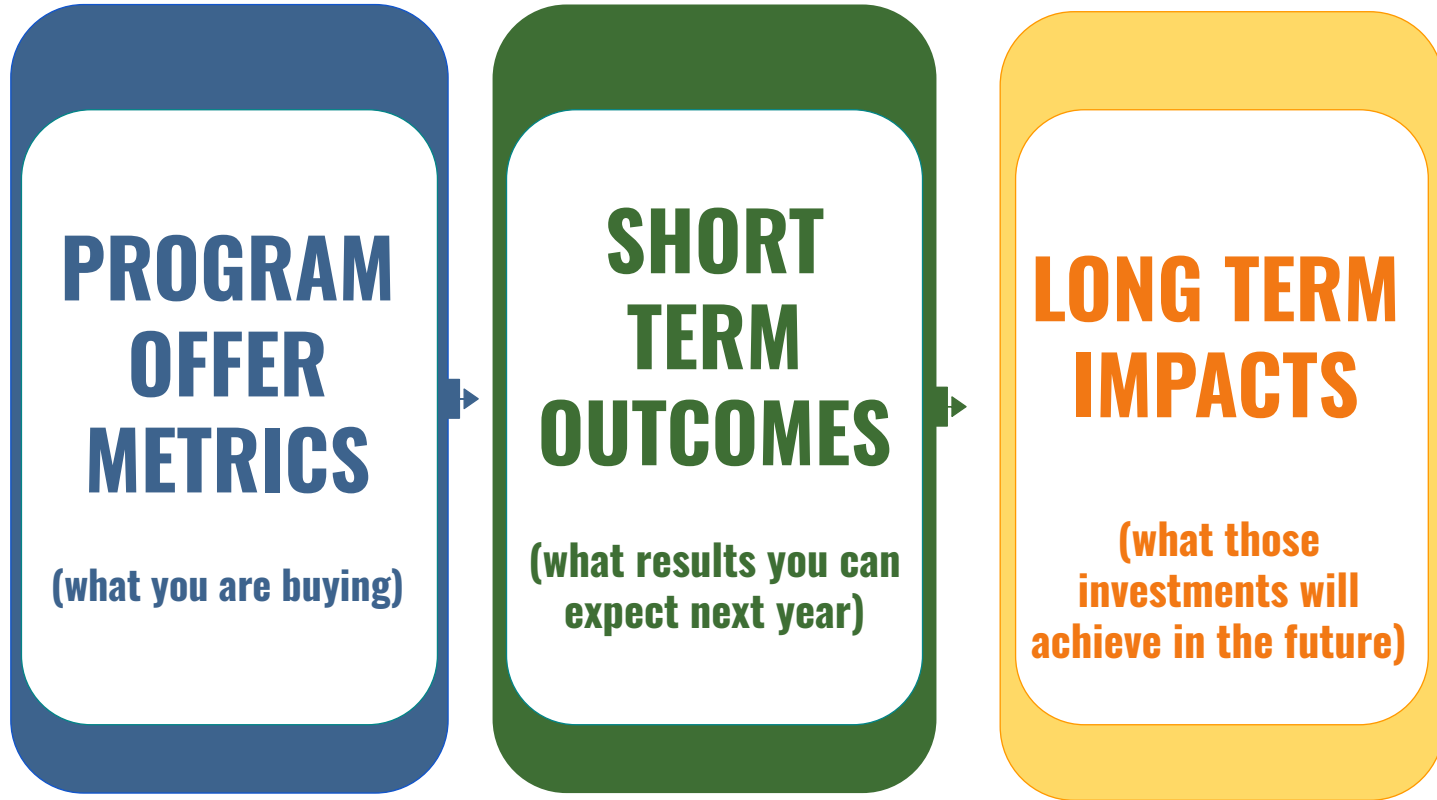 PROGRAM
OFFER
METRICS
(what you are buying)
SHORT
TERM
OUTCOMES
(what results you can
expect next year)
LONG TERM
IMPACTS
(what those
investments will
achieve in the future)